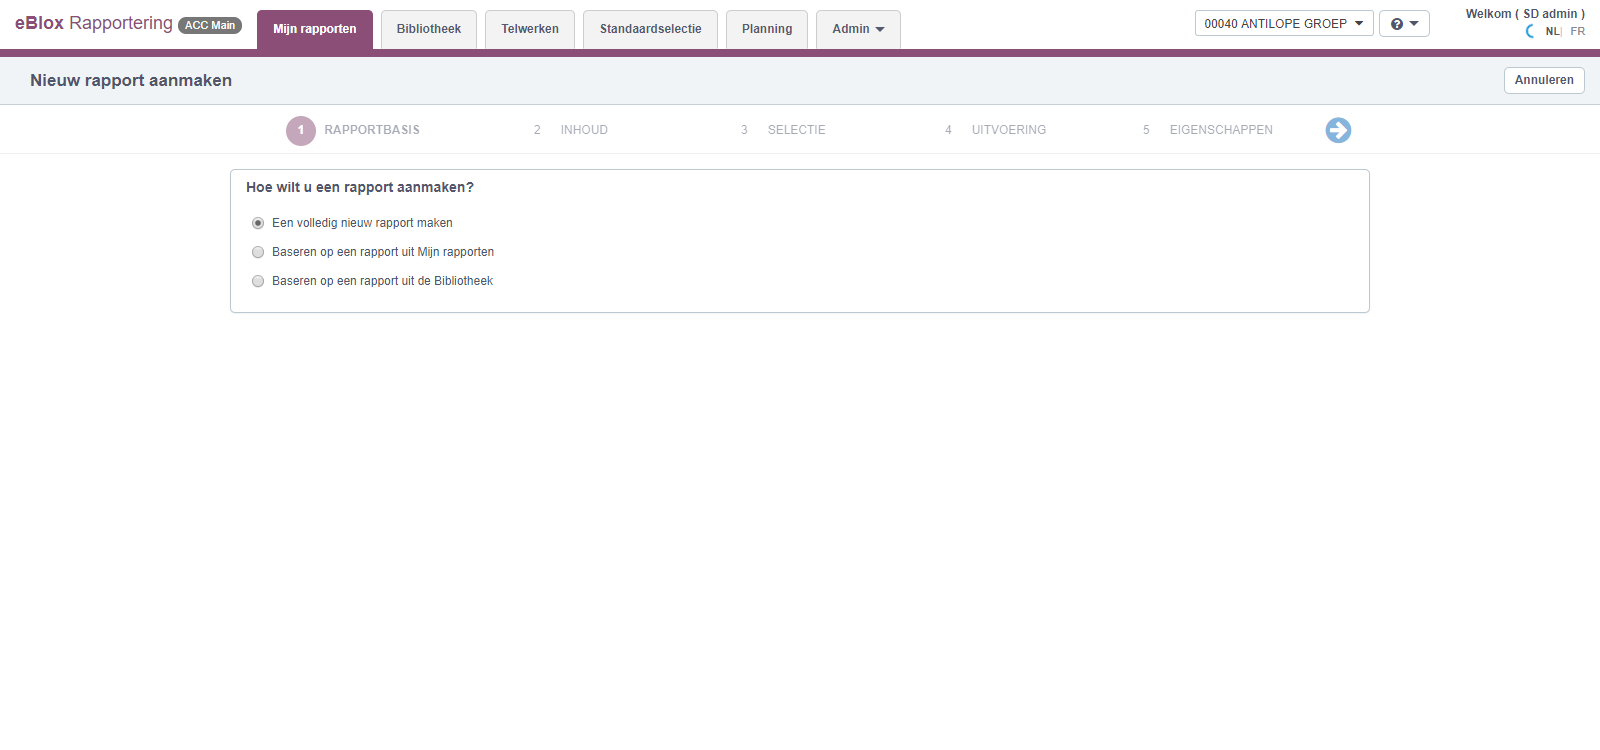 eBlox Rapportering ACC Main Mijn rapporten Bibliotheek Telwerken Standaardselectie Planning Admin 00040 ANTILOPE GROEP ? Welkom ( SD admin )
NL| FR
Nieuw rapport aanmaken Annuleren
1 RAPPORTBASIS 2 INHOUD 3 SELECTIE 4 UITVOERING 5 EIGENSCHAPPEN
Hoe wilt u een rapport aanmaken?
Een volledig nieuw rapport maken
Baseren op een rapport uit Mijn rapporten
Baseren op een rapport uit de Bibliotheek